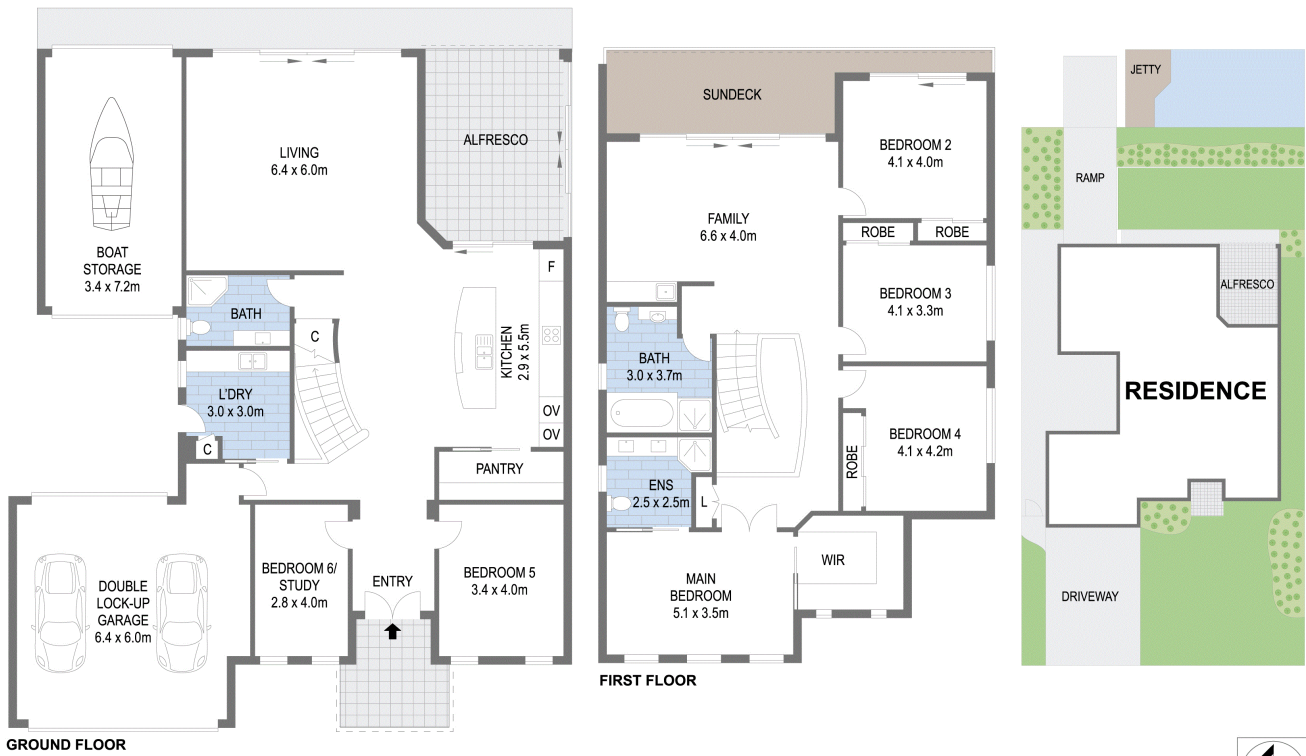 LIVING
6.4 x 6.0m
ALFRESCO
BOAT
STORAGE
3.4 x 7.2m
BATH
C
F
KITCHEN
2.9 x 5.5m
L'DRY
3.0 x 3.0m
C
OV
OV
PANTRY
DOUBLE
LOCK-UP
GARAGE
6.4 x 6.0m
BEDROOM 6/
STUDY
2.8 x 4.0m
ENTRY
BEDROOM 5
3.4 x 4.0m
GROUND FLOOR
SUNDECK
BEDROOM 2
4.1 x 4.0m
FAMILY
6.6 x 4.0m
ROBE
ROBE
BEDROOM 3
4.1 x 3.3m
BATH
3.0 x 3.7m
BEDROOM 4
4.1 x 4.2m
ROBE
ENS
2.5 x 2.5m
L
WIR
MAIN
BEDROOM
5.1 x 3.5m
FIRST FLOOR
JETTY
RAMP
ALFRESCO
RESIDENCE
DRIVEWAY